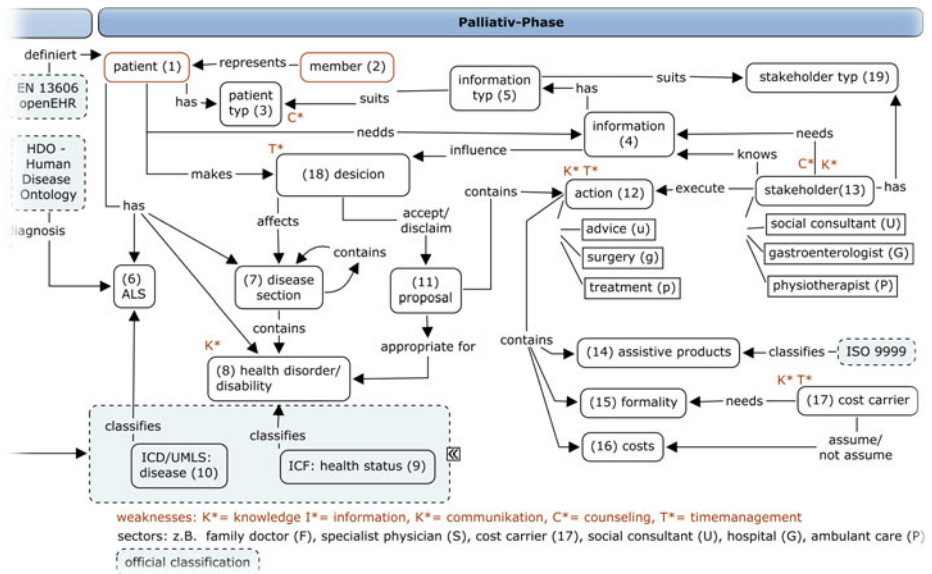 Palliativ-Phase
definiert
patient (1)
represents
member (2)
information
typ (5)
suits
stakeholder typ (19)
EN 13606
openEHR
has
patient
typ (3)
suits
has
C*
HDO -
Human
Disease
Ontology
nedds
information
(4)
needs
T*
influence
knows
C* K*
makes
(18) desicion
K* T*
contains
action (12)
execute
stakeholder(13)
has
has
affects
accept/
disclaim
advice (u)
social consultant (U)
diagnosis
contains
surgery (g)
gastroenterologist (G)
(6)
ALS
(7) disease
section
(11)
proposal
treatment (p)
physiotherapist (P)
contains
K*
appropriate for
contains
(14) assistive products
classifies
ISO 9999
(8) health disorder/
disability
K* T*
(15) formality
needs
(17) cost carrier
classifies
classifies
(16) costs
assume/
not assume
ICD/UMLS:
disease (10)
ICF: health status (9)
weaknesses: K*= knowledge I*= information, K*= communikation, C*= counseling, T*= timemanagement
sectors: z.B. family doctor (F), specialist physician (S), cost carrier (17), social consultant (U), hospital (G), ambulant care (P)
official classification